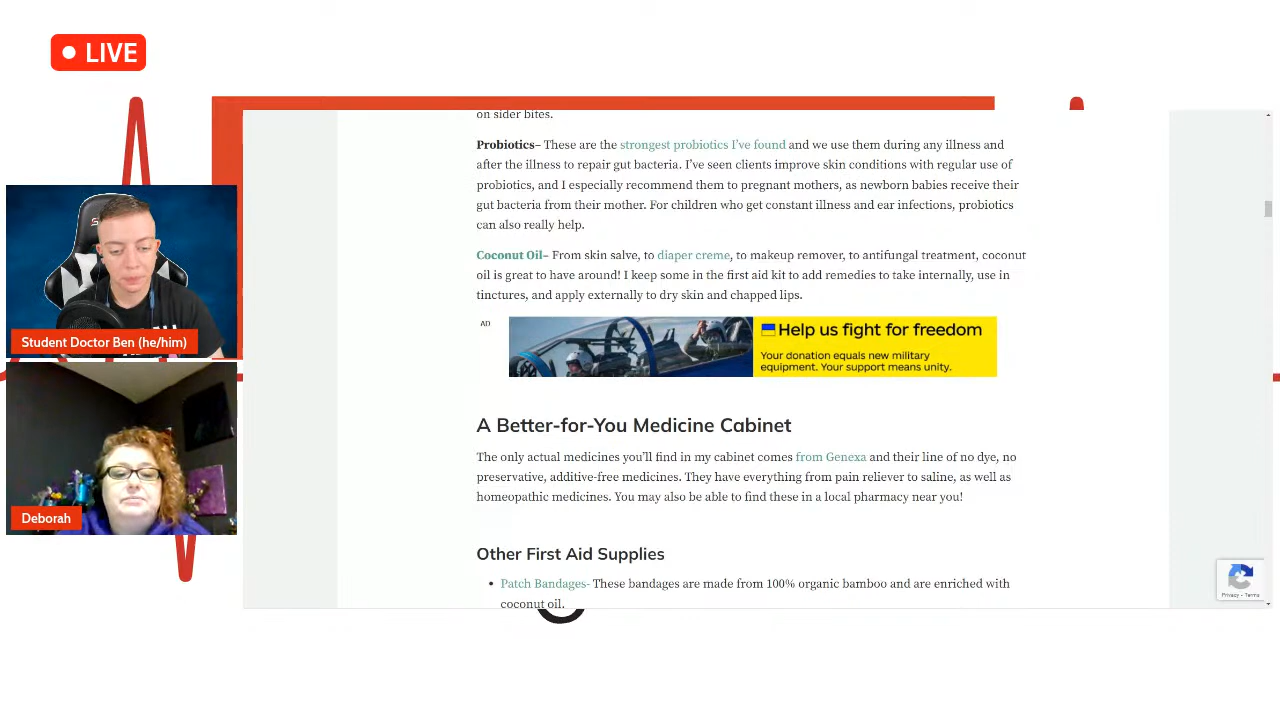 LIVE
on sider bites.
Probiotics– These are the strongest probiotics I've found and we use them during any illness and
after the illness to repair gut bacteria. I've seen clients improve skin conditions with regular use of
probiotics, and I especially recommend them to pregnant mothers, as newborn babies receive their
gut bacteria from their mother. For children who get constant illness and ear infections, probiotics
can also really help.
Coconut Oil– From skin salve, to diaper creme, to makeup remover, to antifungal treatment, coconut
oil is great to have around! I keep some in the first aid kit to add remedies to take internally, use in
tinctures, and apply externally to dry skin and chapped lips.
AD
Help us fight for freedom
Your donation equals new military
equipment. Your support means unity.
A Better-for-You Medicine Cabinet
The only actual medicines you'll find in my cabinet comes from Genexa and their line of no dye, no
preservative, additive-free medicines. They have everything from pain reliever to saline, as well as
homeopathic medicines. You may also be able to find these in a local pharmacy near you!
Other First Aid Supplies
• Patch Bandages- These bandages are made from 100% organic bamboo and are enriched with
coconut oil.
Student Doctor Ben (he/him)
Deborah
Privacy - Terms